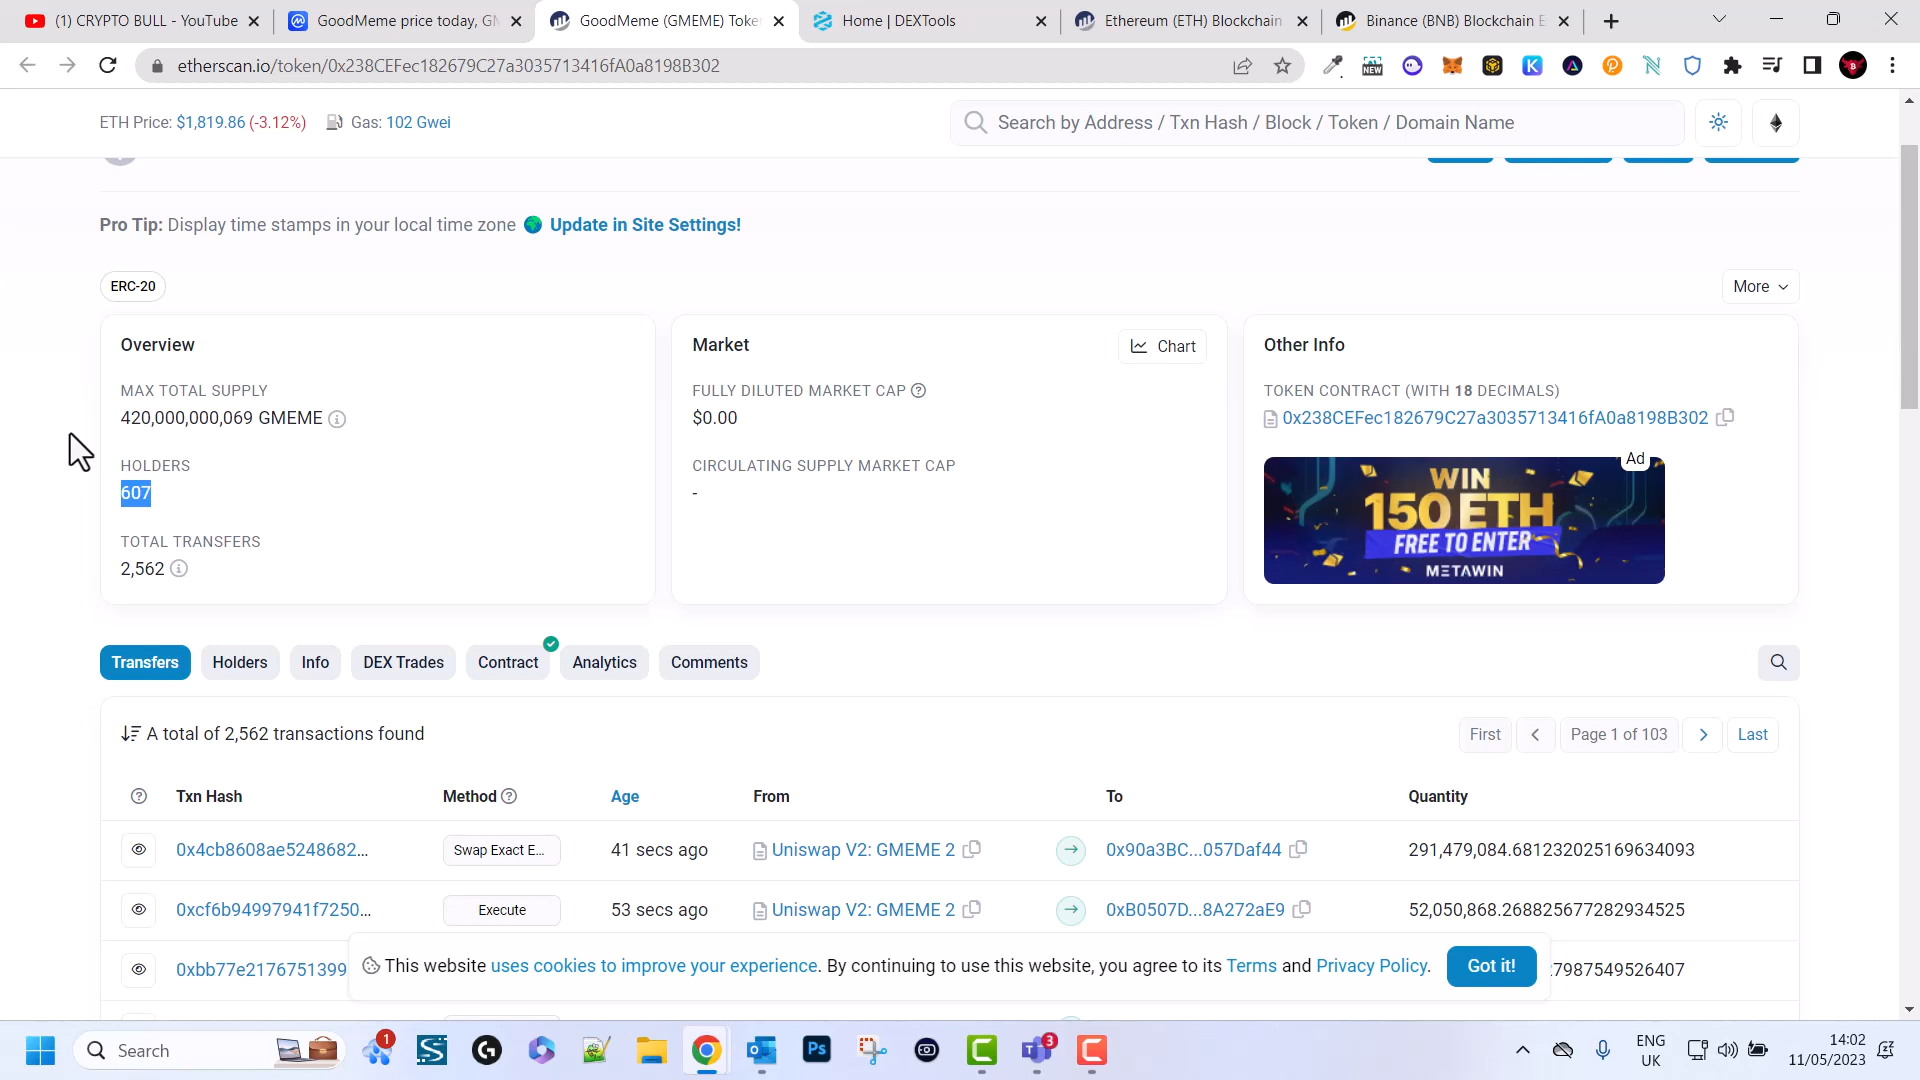 (1) CRYPTO BULL - YouTube
GoodMeme price today, GM
GoodMeme (GMEME) Toke
Home | DEXTools
Ethereum (ETH) Blockchain
Binance (BNB) Blockchain E
etherscan.io/token/0x238CEFec182679C27a3035713416fA0a8198B302
NEW
ETH Price: $1,819.86 (-3.12%) Gas: 102 Gwei
Search by Address / Txn Hash / Block / Token / Domain Name
Pro Tip: Display time stamps in your local time zone Update in Site Settings!
ERC-20
More
Overview
MAX TOTAL SUPPLY
420,000,000,069 GMEME
HOLDERS
607
TOTAL TRANSFERS
2,562
Market
Chart
FULLY DILUTED MARKET CAP
$0.00
CIRCULATING SUPPLY MARKET CAP
-
Other Info
TOKEN CONTRACT (WITH 18 DECIMALS)
0x238CEFec182679C27a3035713416fA0a8198B302
Ad
WIN
150 ETH
FREE TO ENTER
METAWIN
Transfers Holders Info DEX Trades Contract Analytics Comments
A total of 2,562 transactions found
First Page 1 of 103 Last
Txn Hash Method Age From To Quantity
0x4cb8608ae5248682... Swap Exact E... 41 secs ago Uniswap V2: GMEME 2 0x90a3BC...057Daf44 291,479,084.681232025169634093
0xcf6b94997941f7250... Execute 53 secs ago Uniswap V2: GMEME 2 0xB0507D...8A272aE9 52,050,868.268825677282934525
0xbb77e2176751399 :7987549526407
This website uses cookies to improve your experience. By continuing to use this website, you agree to its Terms and Privacy Policy. Got it!
Search
1
Ps
3
ENG
UK
14:02
11/05/2023